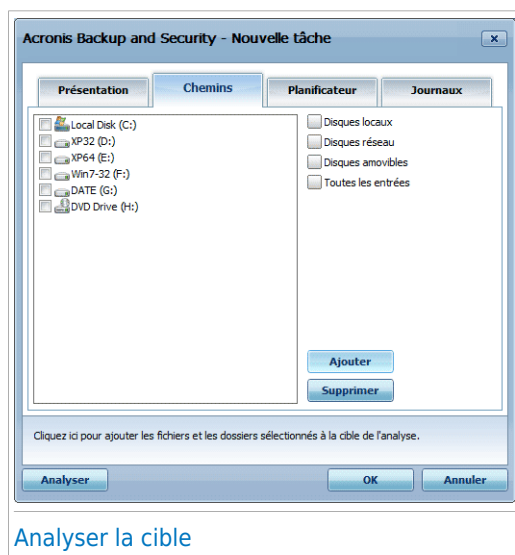 Acronis Backup and Security - Nouvelle tâche
Présentation
Chemins
Planificateur
Journaux
Local Disk (C:)
XP32 (D:)
XP64 (E:)
Win7-32 (F:)
DATE (G:)
DVD Drive (H:)
Disques locaux
Disques réseau
Disques amovibles
Toutes les entrées
Ajouter
Supprimer
Cliquez ici pour ajouter les fichiers et les dossiers sélectionnés à la cible de l'analyse.
Analyser
OK
Annuler
Analyser la cible